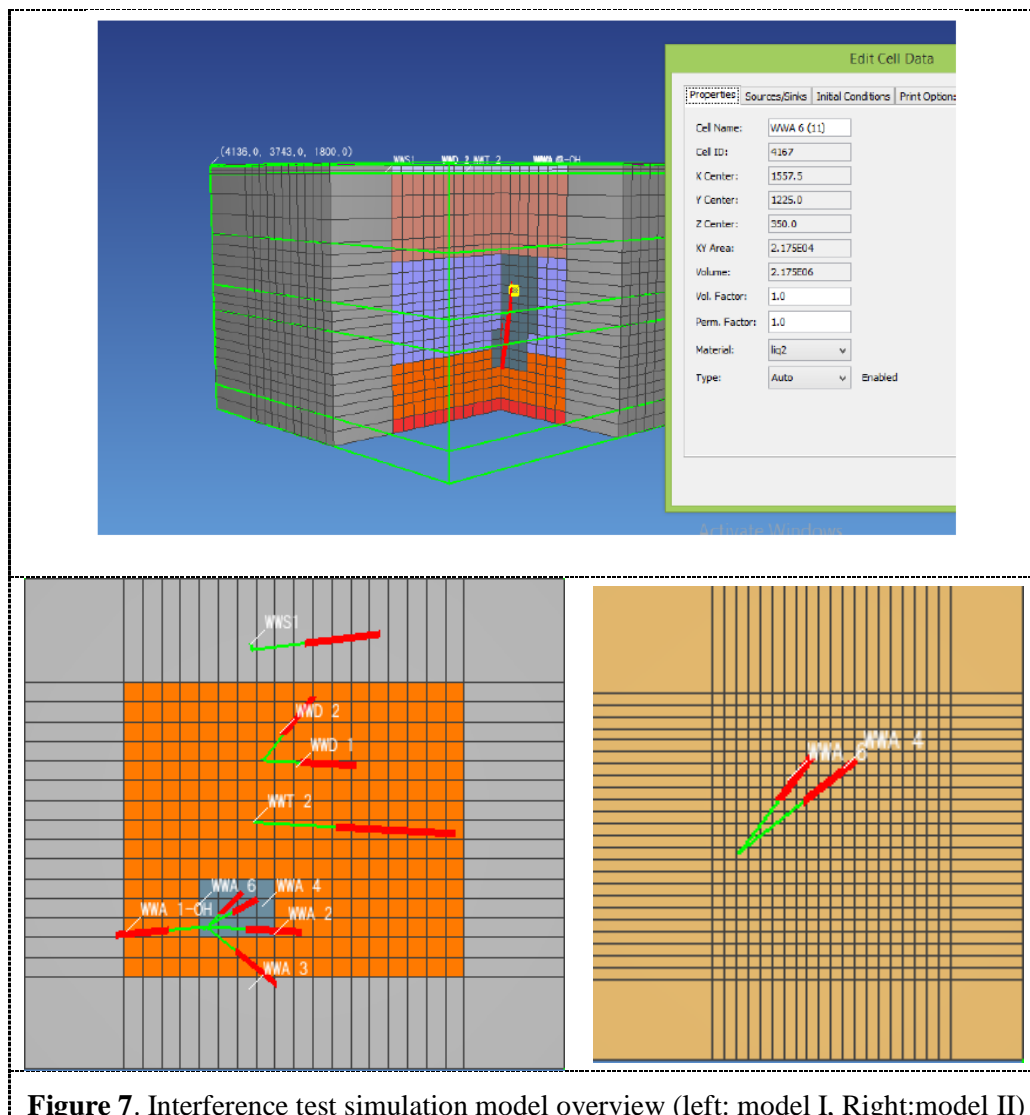 Edit Cell Data
Properties Sources/Sinks Initial Conditions Print Options
Cell Name: WWA 6 (11)
Cell ID: 4167
X Center: 1557.5
Y Center: 1225.0
Z Center: 350.0
XY Area: 2.175E04
Volume: 2.175E06
Vol. Factor: 1.0
Perm. Factor: 1.0
Material: liq2
Type: Auto Enabled
(4136.0, 3743.0, 1800.0)
WWS1 WWD 2 WWT 2
Activate Windows
WWS1
WWD 2
WWD 1
WWT 2
WWA 6 WWA 4
WWA 1-OH WWA 2
WWA 3
WWA 6 WWA 4
Figure 7. Interference test simulation model overview (left: model I, Right:model II)